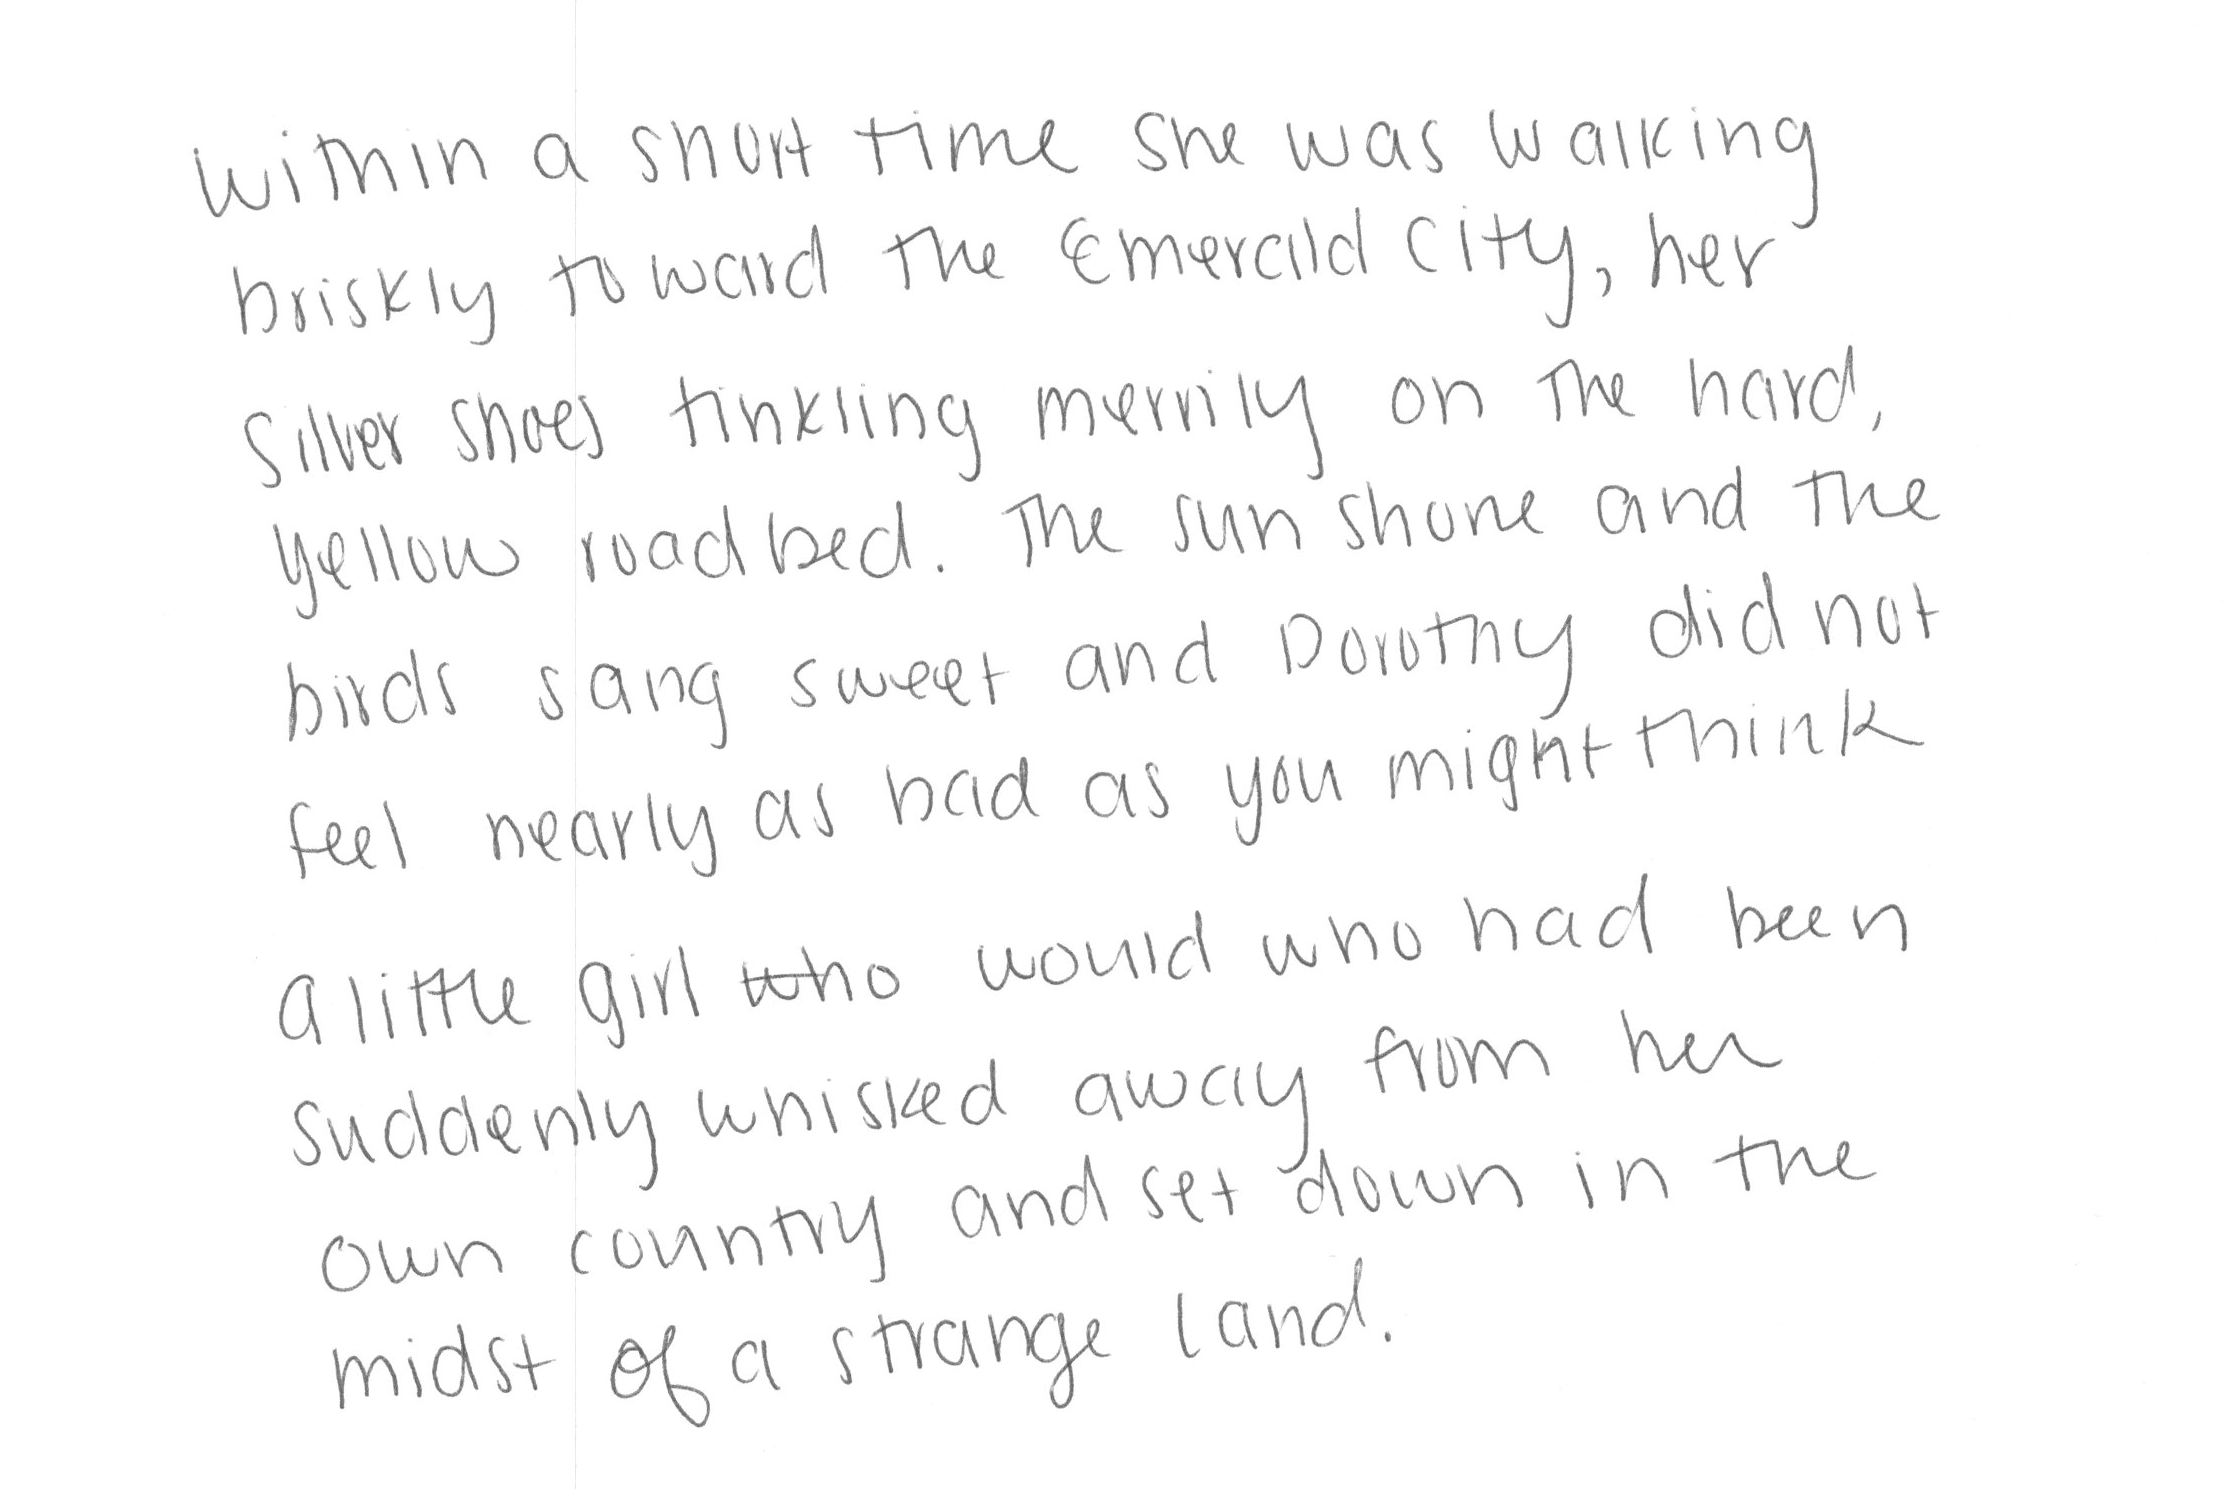 Within a short time she was walking
briskly toward the Emerald City, her
Silver shoes tinkling merrily on the hard,
yellow roadbed. The sun shone and the
birds sang sweet and Dorothy did not
feel nearly as bad as you might think
a little girl who would who had been
suddenly whisked away from her
own country and set down in the
midst of a strange land.